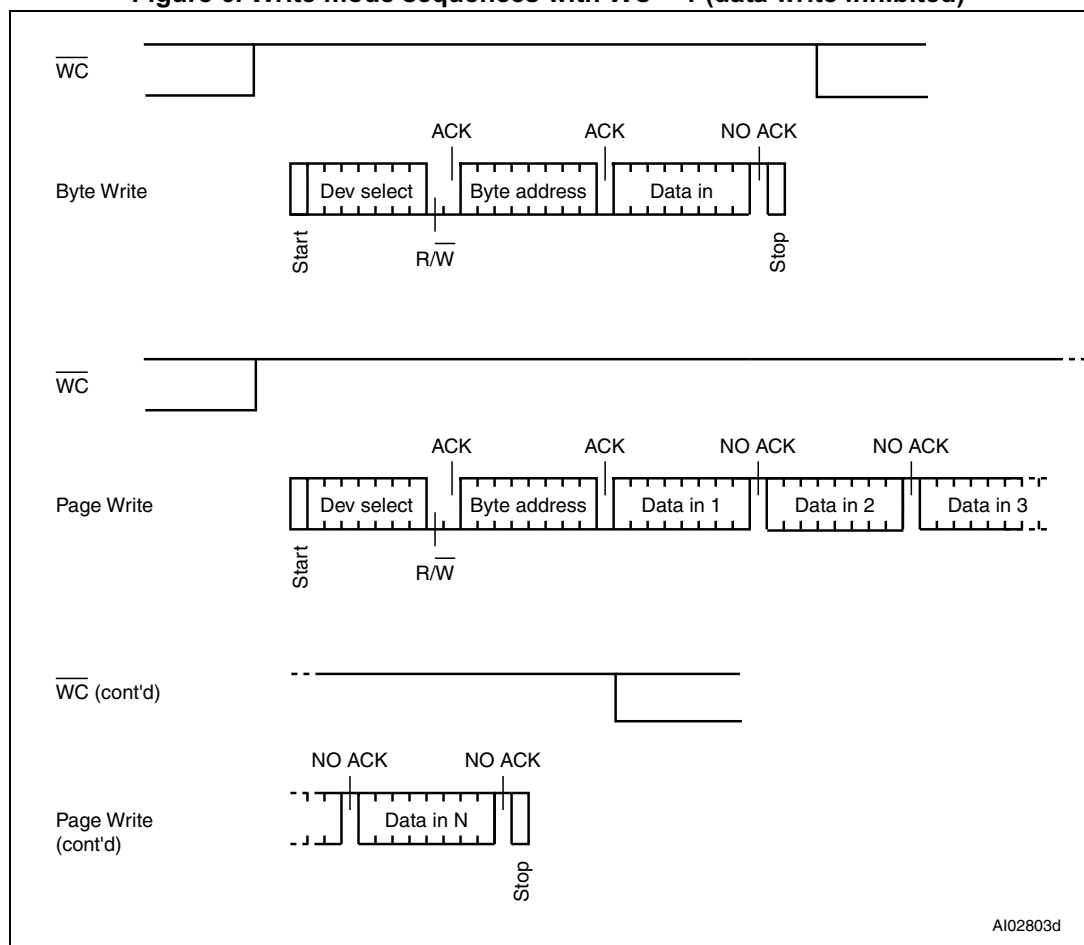 WC
ACK ACK NO ACK
Byte Write Dev select Byte address Data in
Start R/W Stop
WC
ACK ACK NO ACK NO ACK
Page Write Dev select Byte address Data in 1 Data in 2 Data in 3
Start R/W
WC (cont'd)
NO ACK NO ACK
Page Write Data in N
(cont'd)
Stop
AI02803d